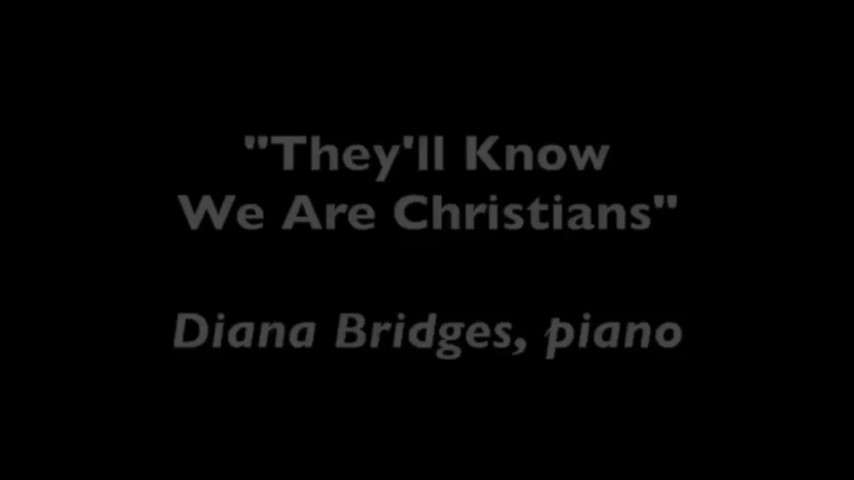 "They'll Know
We Are Christians"
Diana Bridges, piano